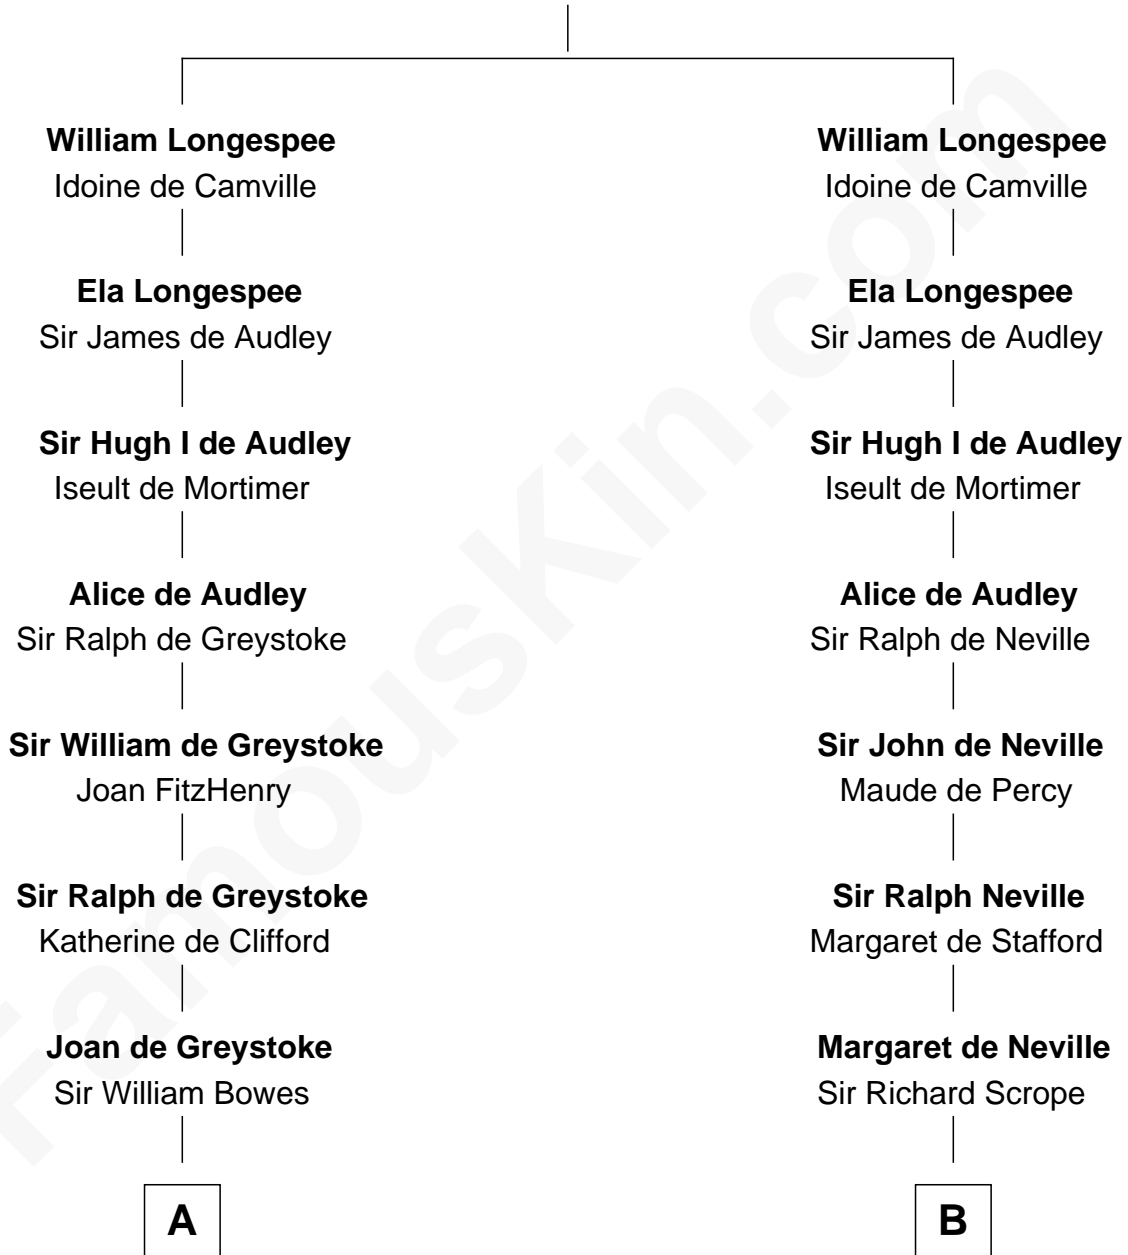 William Longespee
Idoine de Camville
Ela Longespee
Sir James de Audley
Sir Hugh I de Audley
Iseult de Mortimer
Alice de Audley
Sir Ralph de Greystoke
Sir William de Greystoke
Joan FitzHenry
Sir Ralph de Greystoke
Katherine de Clifford
Joan de Greystoke
Sir William Bowes
A
William Longespee
Idoine de Camville
Ela Longespee
Sir James de Audley
Sir Hugh I de Audley
Iseult de Mortimer
Alice de Audley
Sir Ralph de Neville
Sir John de Neville
Maude de Percy
Sir Ralph Neville
Margaret de Stafford
Margaret de Neville
Sir Richard Scrope
B
FamousKin.com